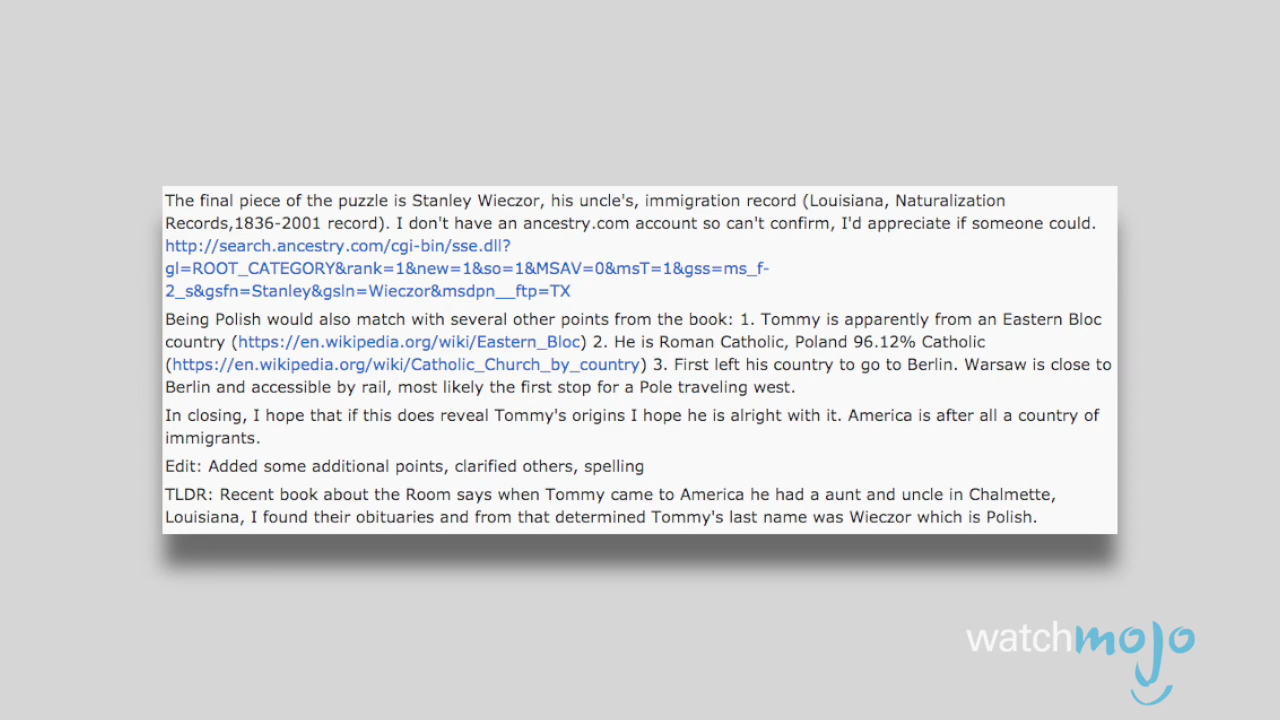 The final piece of the puzzle is Stanley Wieczor, his uncle's, immigration record (Louisiana, Naturalization
Records,1836-2001 record). I don't have an ancestry.com account so can't confirm, I'd appreciate if someone could.
http://search.ancestry.com/cgi-bin/sse.dll?
gl=ROOT_CATEGORY&rank=1&new=1&so=1&MSAV=0&msT=1&gss=ms_f-
2_s&gsfn=Stanley&gsln=Wieczor&msdpn__ftp=TX
Being Polish would also match with several other points from the book: 1. Tommy is apparently from an Eastern Bloc
country (https://en.wikipedia.org/wiki/Eastern_Bloc) 2. He is Roman Catholic, Poland 96.12% Catholic
(https://en.wikipedia.org/wiki/Catholic_Church_by_country) 3. First left his country to go to Berlin. Warsaw is close to
Berlin and accessible by rail, most likely the first stop for a Pole traveling west.
In closing, I hope that if this does reveal Tommy's origins I hope he is alright with it. America is after all a country of
immigrants.
Edit: Added some additional points, clarified others, spelling
TLDR: Recent book about the Room says when Tommy came to America he had a aunt and uncle in Chalmette,
Louisiana, I found their obituaries and from that determined Tommy's last name was Wieczor which is Polish.
watchmojo